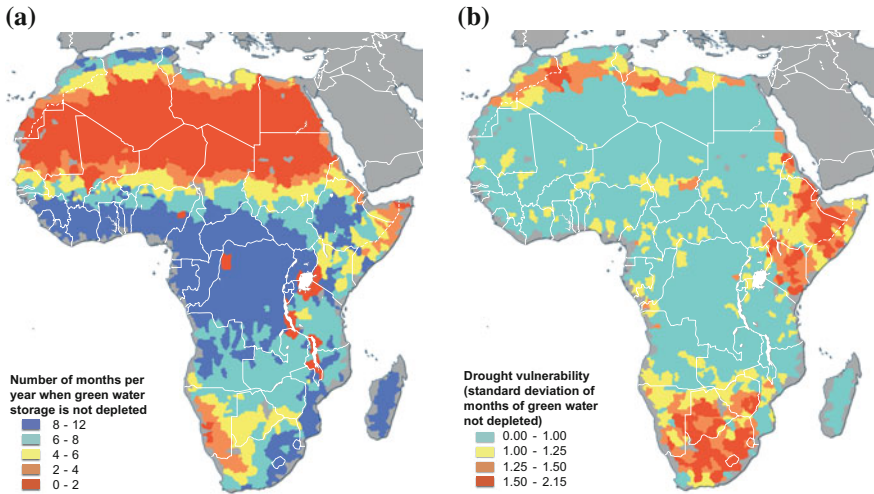 (a)
Number of months per
year when green water
storage is not depleted
8 - 12
6 - 8
4 - 6
2 - 4
0 - 2
(b)
Drought vulnerability
(standard deviation of
months of green water
not depleted)
0.00 - 1.00
1.00 - 1.25
1.25 - 1.50
1.50 - 2.15